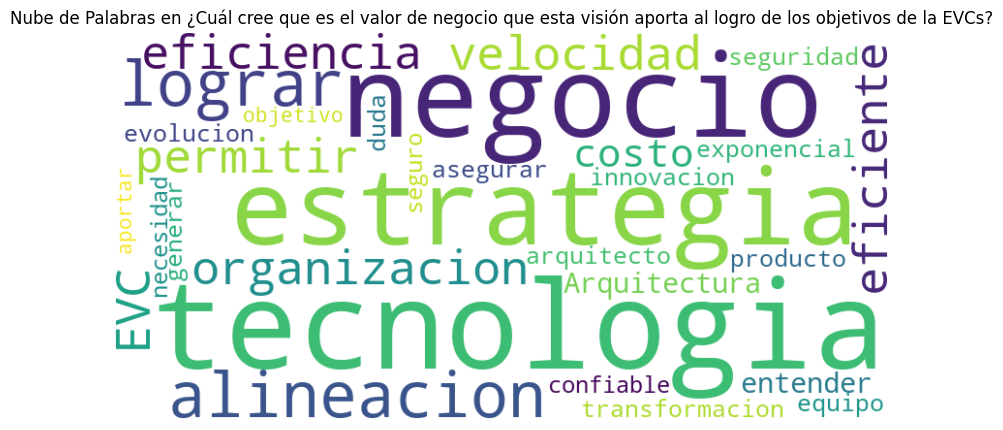 Nube de Palabras en ¿Cuál cree que es el valor de negocio que esta visión aporta al logro de los objetivos de la EVCs?
eficiencia
velocidad
seguridad
lograr
negocio
eficiente
objetivo
duda
evolucion
permitir
seguro
asegurar
costo
exponencial
innovacion
aportar
necesidad
generar
estrategia
organizacion
arquitecto
producto
Arquitectura
EVC
tecnologia
alineacion
confiable
entender
transformacion
equipo